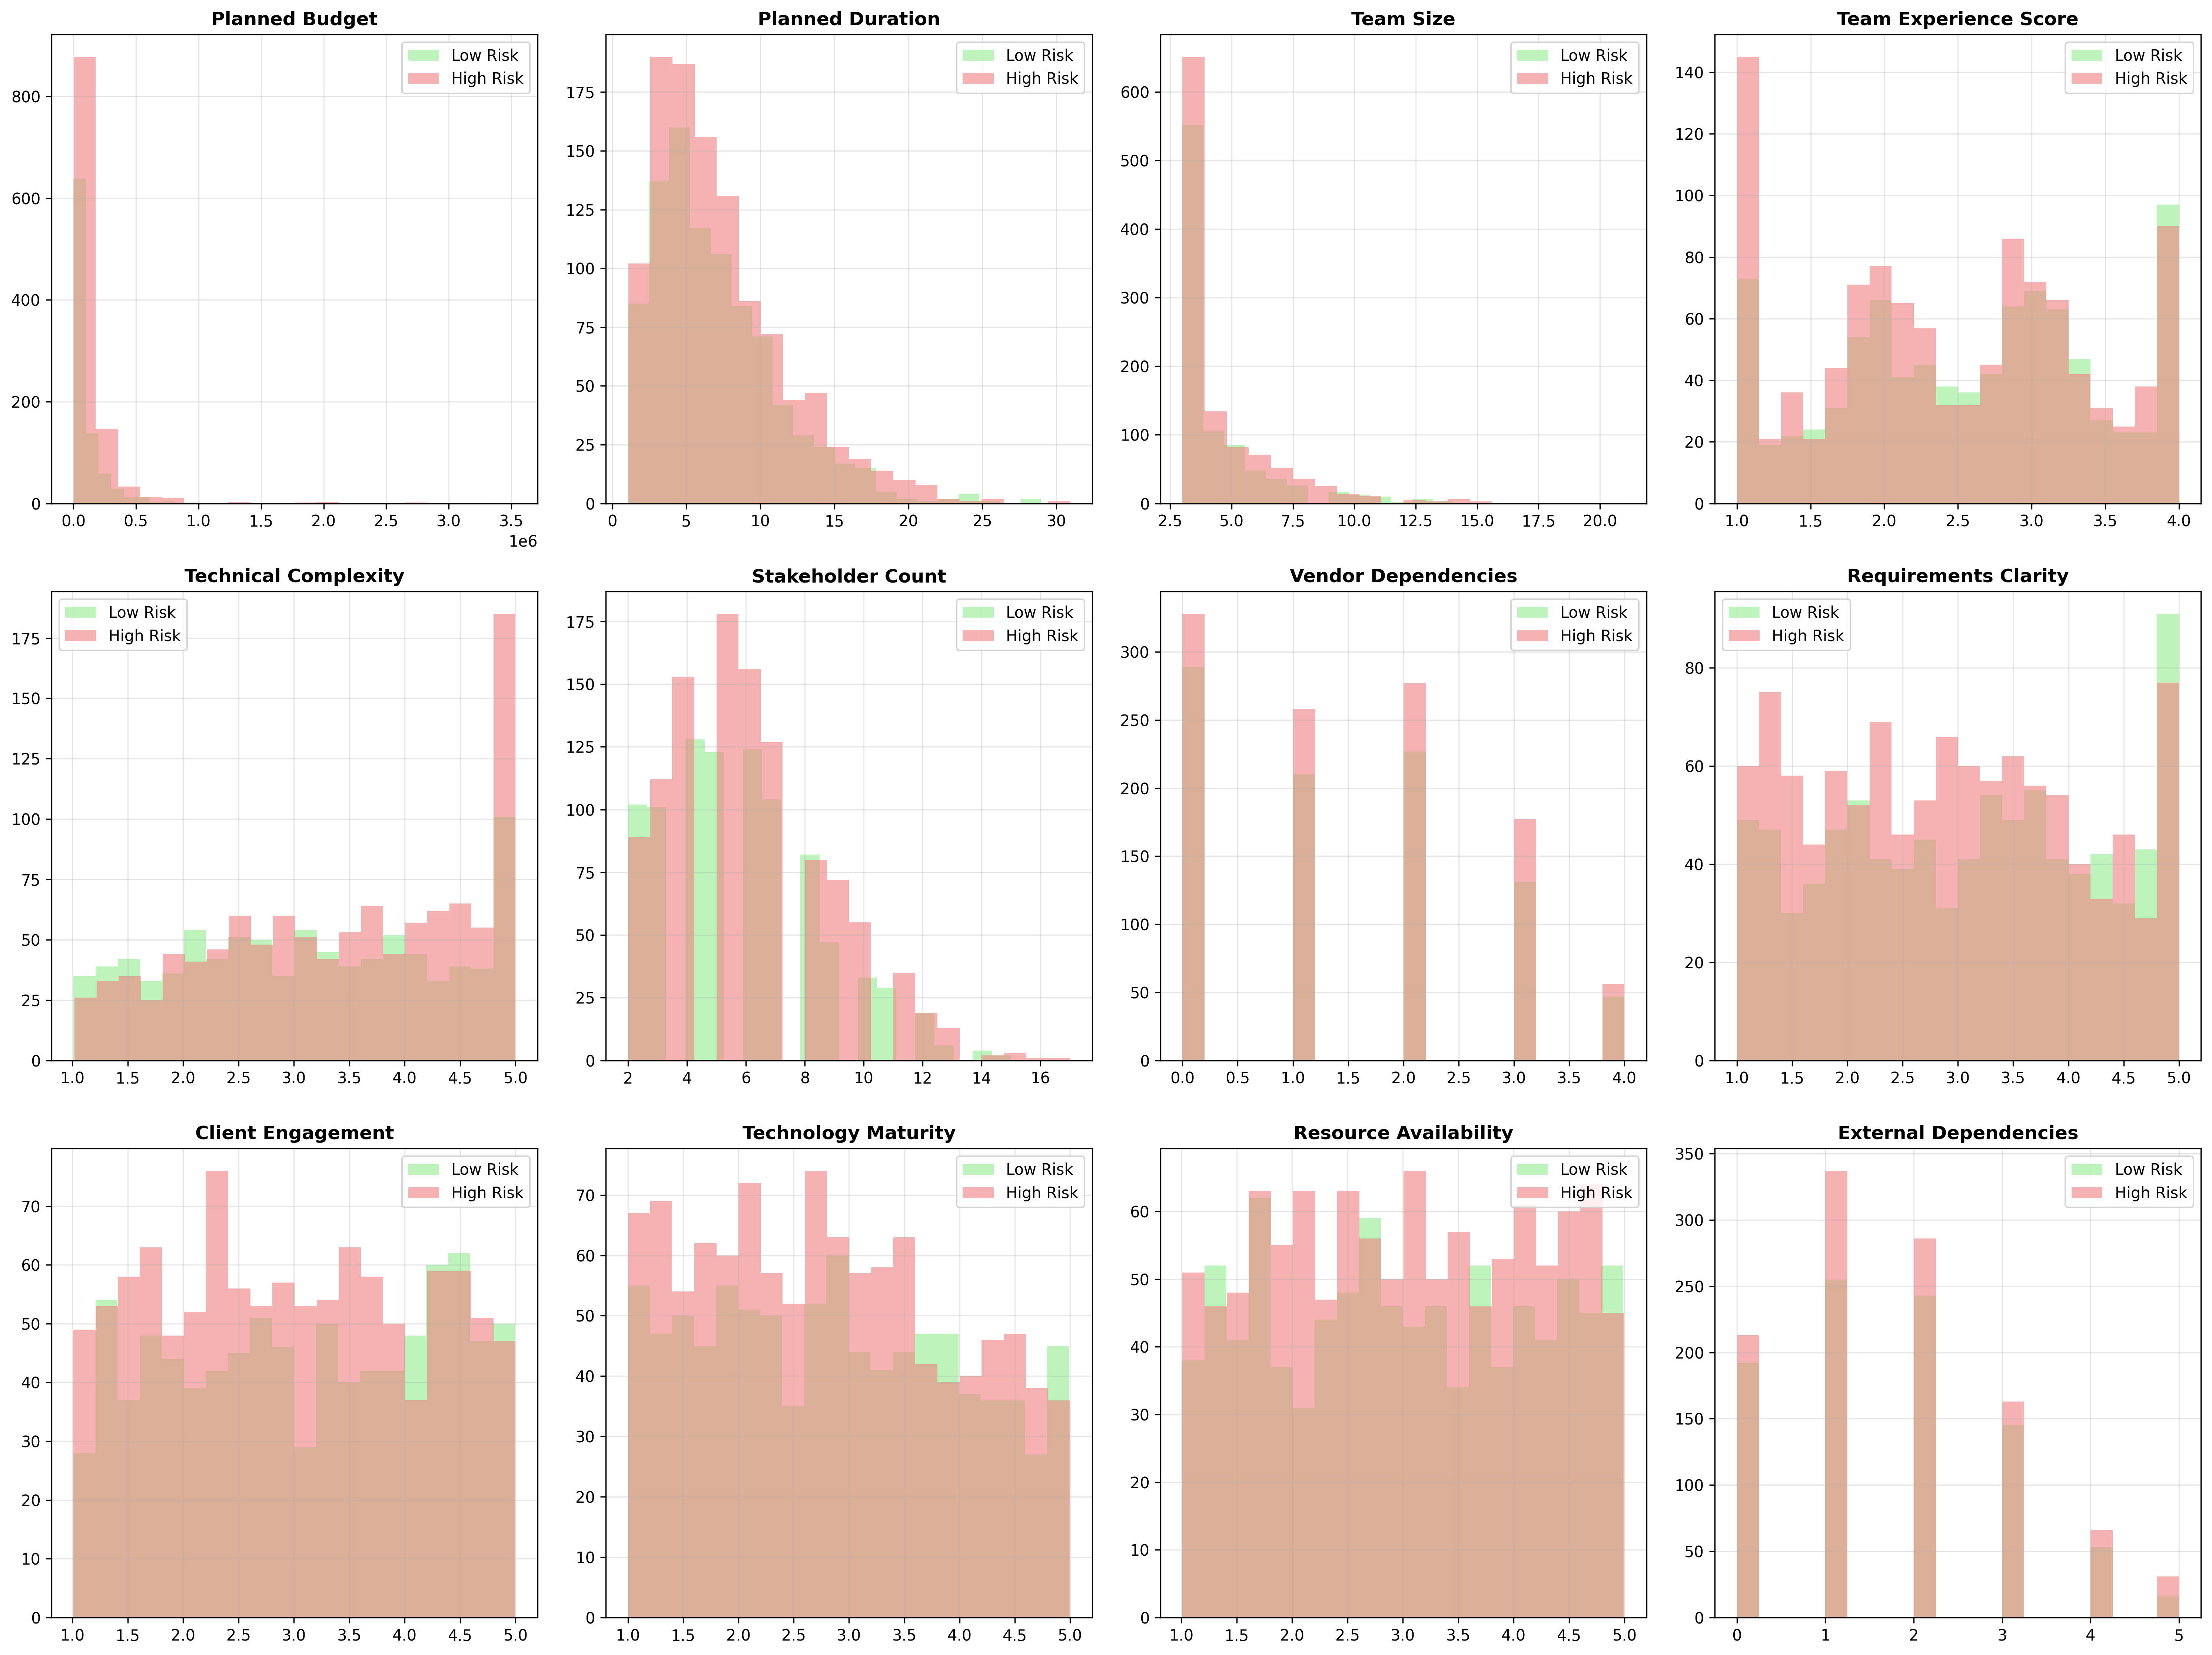 Planned Budget
Low Risk
High Risk
800
600
400
200
0
0.0 0.5 1.0 1.5 2.0 2.5 3.0 3.5
1e6
Planned Duration
Low Risk
High Risk
175
150
125
100
75
50
25
0
0 5 10 15 20 25 30
Team Size
Low Risk
High Risk
600
500
400
300
200
100
0
2.5 5.0 7.5 10.0 12.5 15.0 17.5 20.0
Team Experience Score
Low Risk
High Risk
140
120
100
80
60
40
20
0
1.0 1.5 2.0 2.5 3.0 3.5 4.0
Technical Complexity
Low Risk
High Risk
175
150
125
100
75
50
25
0
1.0 1.5 2.0 2.5 3.0 3.5 4.0 4.5 5.0
Stakeholder Count
Low Risk
High Risk
175
150
125
100
75
50
25
0
2 4 6 8 10 12 14 16
Vendor Dependencies
Low Risk
High Risk
300
250
200
150
100
50
0
0.0 0.5 1.0 1.5 2.0 2.5 3.0 3.5 4.0
Requirements Clarity
Low Risk
High Risk
80
60
40
20
0
1.0 1.5 2.0 2.5 3.0 3.5 4.0 4.5 5.0
Client Engagement
Low Risk
High Risk
70
60
50
40
30
20
10
0
1.0 1.5 2.0 2.5 3.0 3.5 4.0 4.5 5.0
Technology Maturity
Low Risk
High Risk
70
60
50
40
30
20
10
0
1.0 1.5 2.0 2.5 3.0 3.5 4.0 4.5 5.0
Resource Availability
Low Risk
High Risk
60
50
40
30
20
10
0
1.0 1.5 2.0 2.5 3.0 3.5 4.0 4.5 5.0
External Dependencies
Low Risk
High Risk
350
300
250
200
150
100
50
0
0 1 2 3 4 5